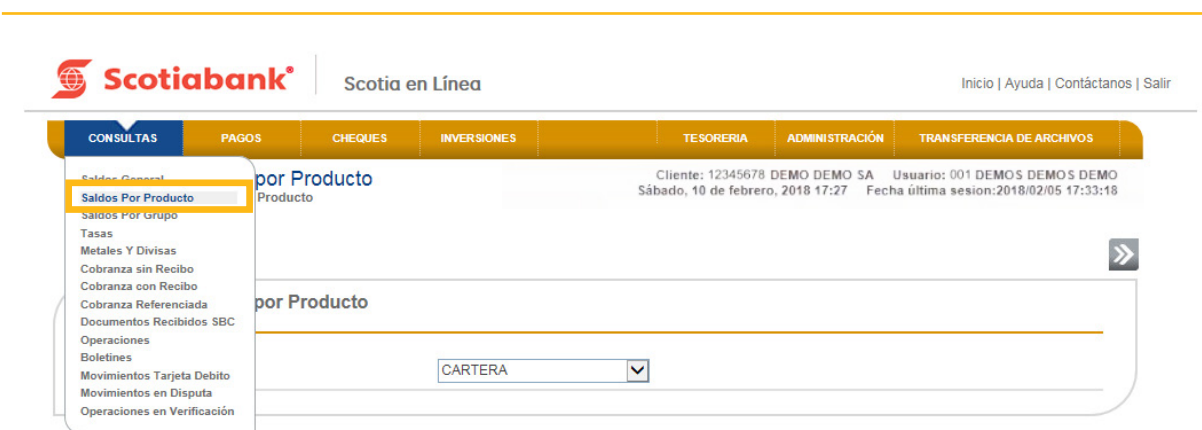 Scotiabank®
Scotia en Línea
Inicio | Ayuda | Contáctanos | Salir
CONSULTAS PAGOS CHEQUES INVERSIONES TESORERIA ADMINISTRACIÓN TRANSFERENCIA DE ARCHIVOS
por Producto
Producto
Cliente: 12345678 DEMO DEMO SA Usuario: 001 DEMOS DEMOS DEMO
Sábado, 10 de febrero, 2018 17:27 Fecha última sesion:2018/02/05 17:33:18
Saldos General
Saldos Por Producto
Saldos Por Grupo
Tasas
Metales Y Divisas
Cobranza sin Recibo
Cobranza con Recibo
Cobranza Referenciada
Documentos Recibidos SBC
Operaciones
Boletines
Movimientos Tarjeta Debito
Movimientos en Disputa
Operaciones en Verificación
por Producto
CARTERA